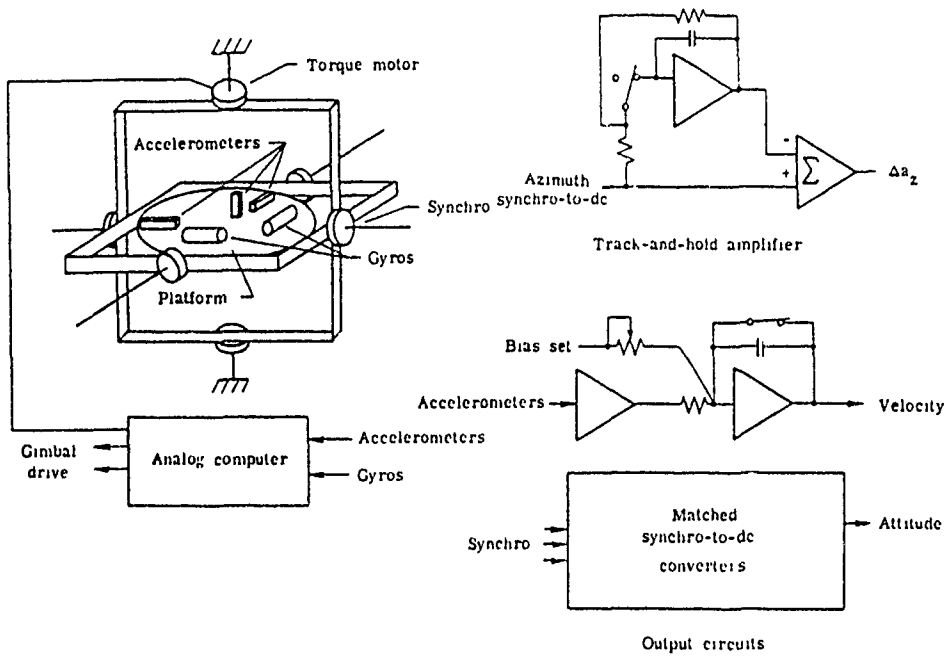 Torque motor
Accelerometers
Synchro
Gyros
Platform
Gimbal
drive
Analog computer
Accelerometers
Gyros
Azimuth
synchro-to-dc
-
+
Σ
Δa_z
Track-and-hold amplifier
Bias set
Accelerometers
Velocity
Synchro
Matched
synchro-to-dc
converters
Attitude
Output circuits